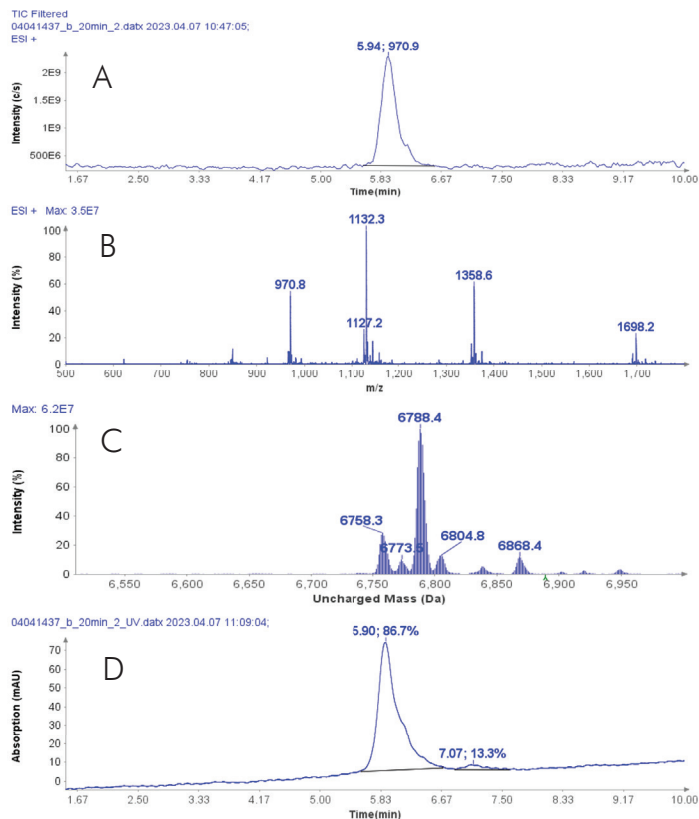 TIC Filtered
04041437_b_20min_2.datx 2023.04.07 10:47:05;
ESI +
5.94; 970.9
A
2E9
1.5E9
1E9
500E6
Intensity (c/s)
1.67 2.50 3.33 4.17 5.00 5.83 6.67 7.50 8.33 9.17 10.00
Time(min)
ESI + Max: 3.5E7
B
1132.3
970.8
1358.6
1127.2
1698.2
100
80
60
40
20
0
Intensity (%)
500 600 700 800 900 1,000 1,100 1,200 1,300 1,400 1,500 1,600 1,700
m/z
Max: 6.2E7
C
6788.4
6758.3
6773.5
6804.8
6868.4
100
80
60
40
20
0
Intensity (%)
6,550 6,600 6,650 6,700 6,750 6,800 6,850 6,900 6,950
Uncharged Mass (Da)
04041437_b_20min_2_UV.datx 2023.04.07 11:09:04;
5.90; 86.7%
D
7.07; 13.3%
70
60
50
40
30
20
10
0
Absorption (mAU)
1.67 2.50 3.33 4.17 5.00 5.83 6.67 7.50 8.33 9.17 10.00
Time(min)